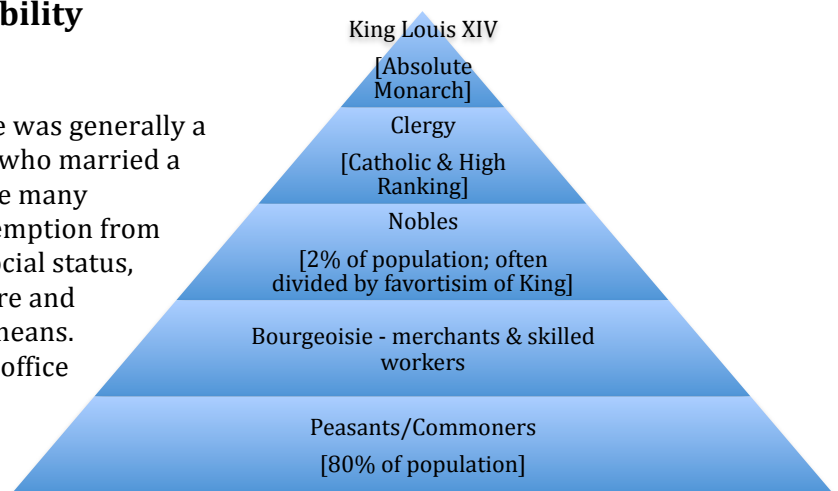 bility
e was generally a
who married a
e many
emption from
ocial status,
re and
means.
office
King Louis XIV
[Absolute
Monarch]
Clergy
[Catholic & High
Ranking]
Nobles
[2% of population; often
divided by favortisim of King]
Bourgeoisie - merchants & skilled
workers
Peasants/Commoners
[80% of population]